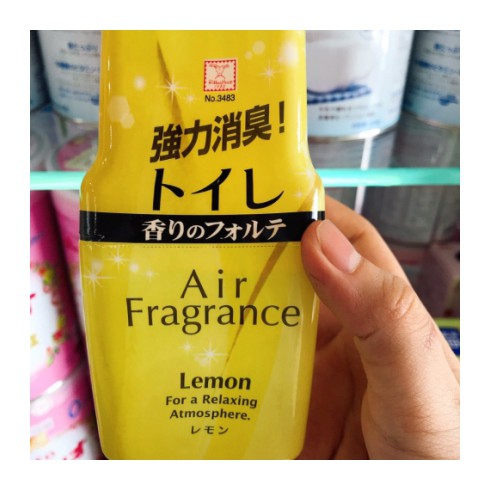 No.3483
強力消臭!
トイレ
香りのフォルテ
Air
Fragrance
Lemon
For a Relaxing
Atmosphere.
レモン